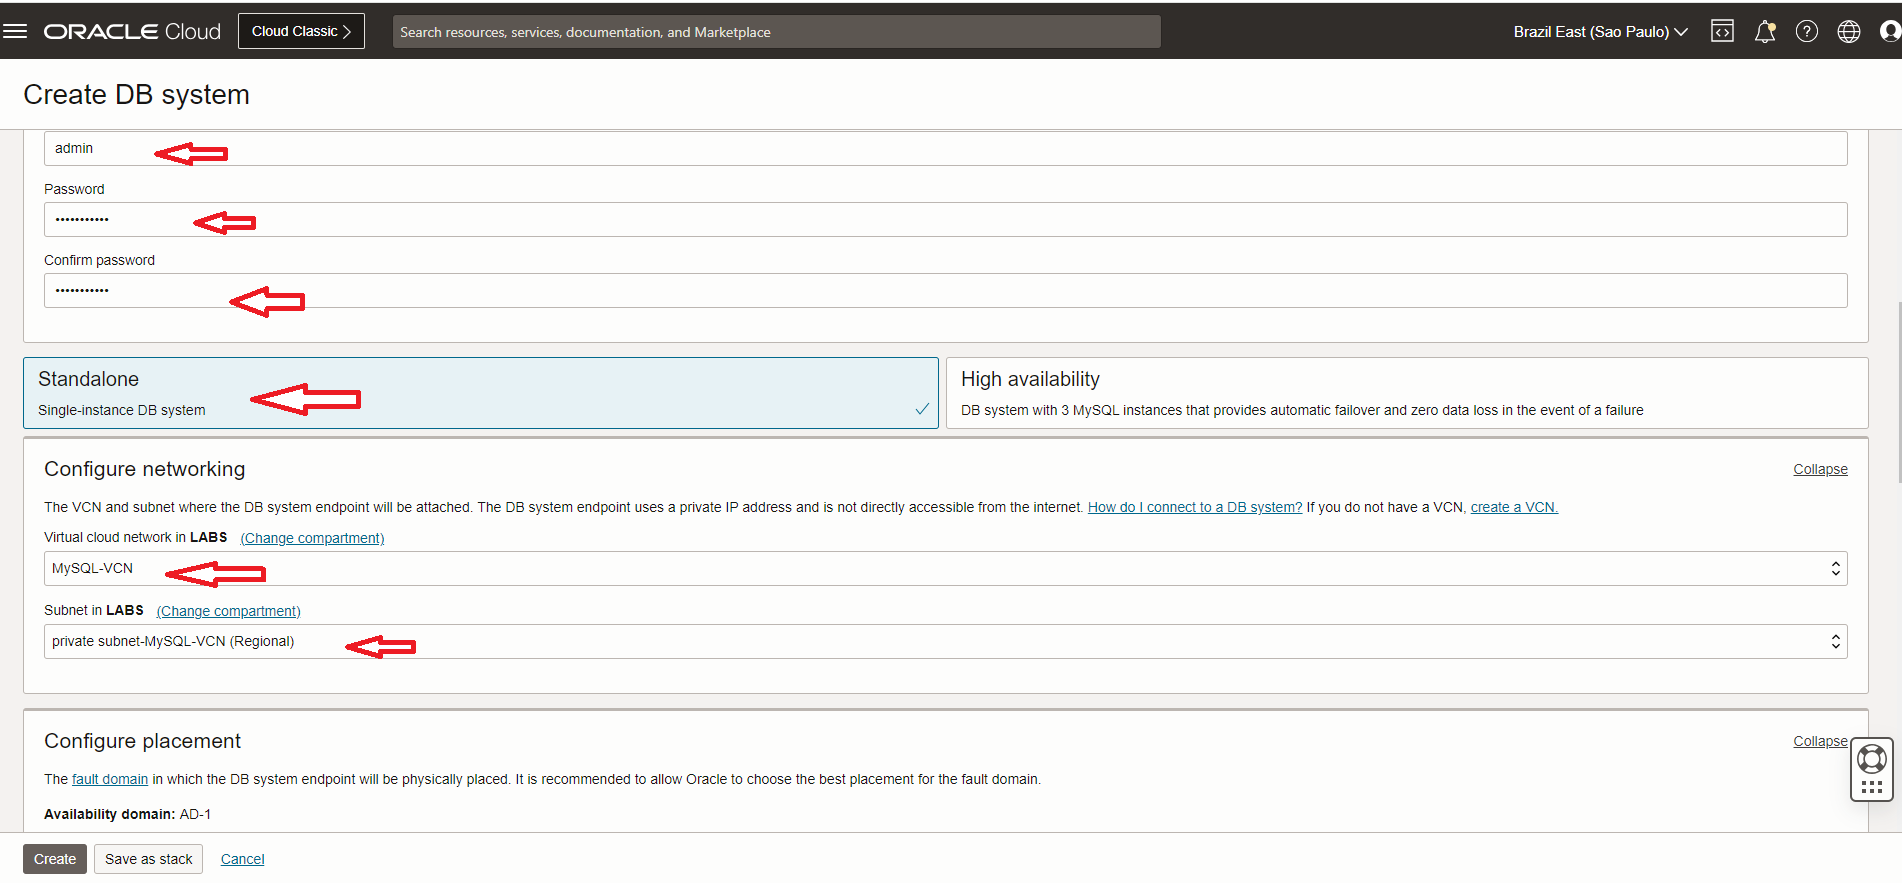 ORACLE Cloud
Cloud Classic
Search resources, services, documentation, and Marketplace
Brazil East (Sao Paulo)
Create DB system
admin
Password
•••••••••••
Confirm password
•••••••••••
Standalone
Single-instance DB system
High availability
DB system with 3 MySQL instances that provides automatic failover and zero data loss in the event of a failure
Configure networking
Collapse
The VCN and subnet where the DB system endpoint will be attached. The DB system endpoint uses a private IP address and is not directly accessible from the internet. How do I connect to a DB system? If you do not have a VCN, create a VCN.
Virtual cloud network in LABS (Change compartment)
MySQL-VCN
Subnet in LABS (Change compartment)
private subnet-MySQL-VCN (Regional)
Configure placement
Collapse
The fault domain in which the DB system endpoint will be physically placed. It is recommended to allow Oracle to choose the best placement for the fault domain.
Availability domain: AD-1
Create
Save as stack
Cancel